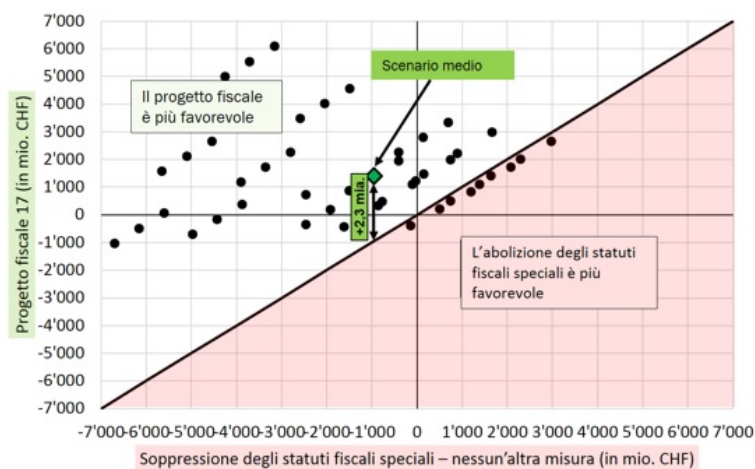 7'000
6'000
5'000
4'000
3'000
2'000
1'000
0
-1'000
-2'000
-3'000
-4'000
-5'000
-6'000
-7'000
Progetto fiscale 17 (in mio. CHF)
Il progetto fiscale
è più favorevole
Scenario medio
+2,3 mia.
L'abolizione degli statuti
fiscali speciali è più
favorevole
-7'000-6'000-5'000-4'000-3'000-2'000-1'000 0 1'000 2'000 3'000 4'000 5'000 6'000 7'000
Soppressione degli statuti fiscali speciali – nessun'altra misura (in mio. CHF)